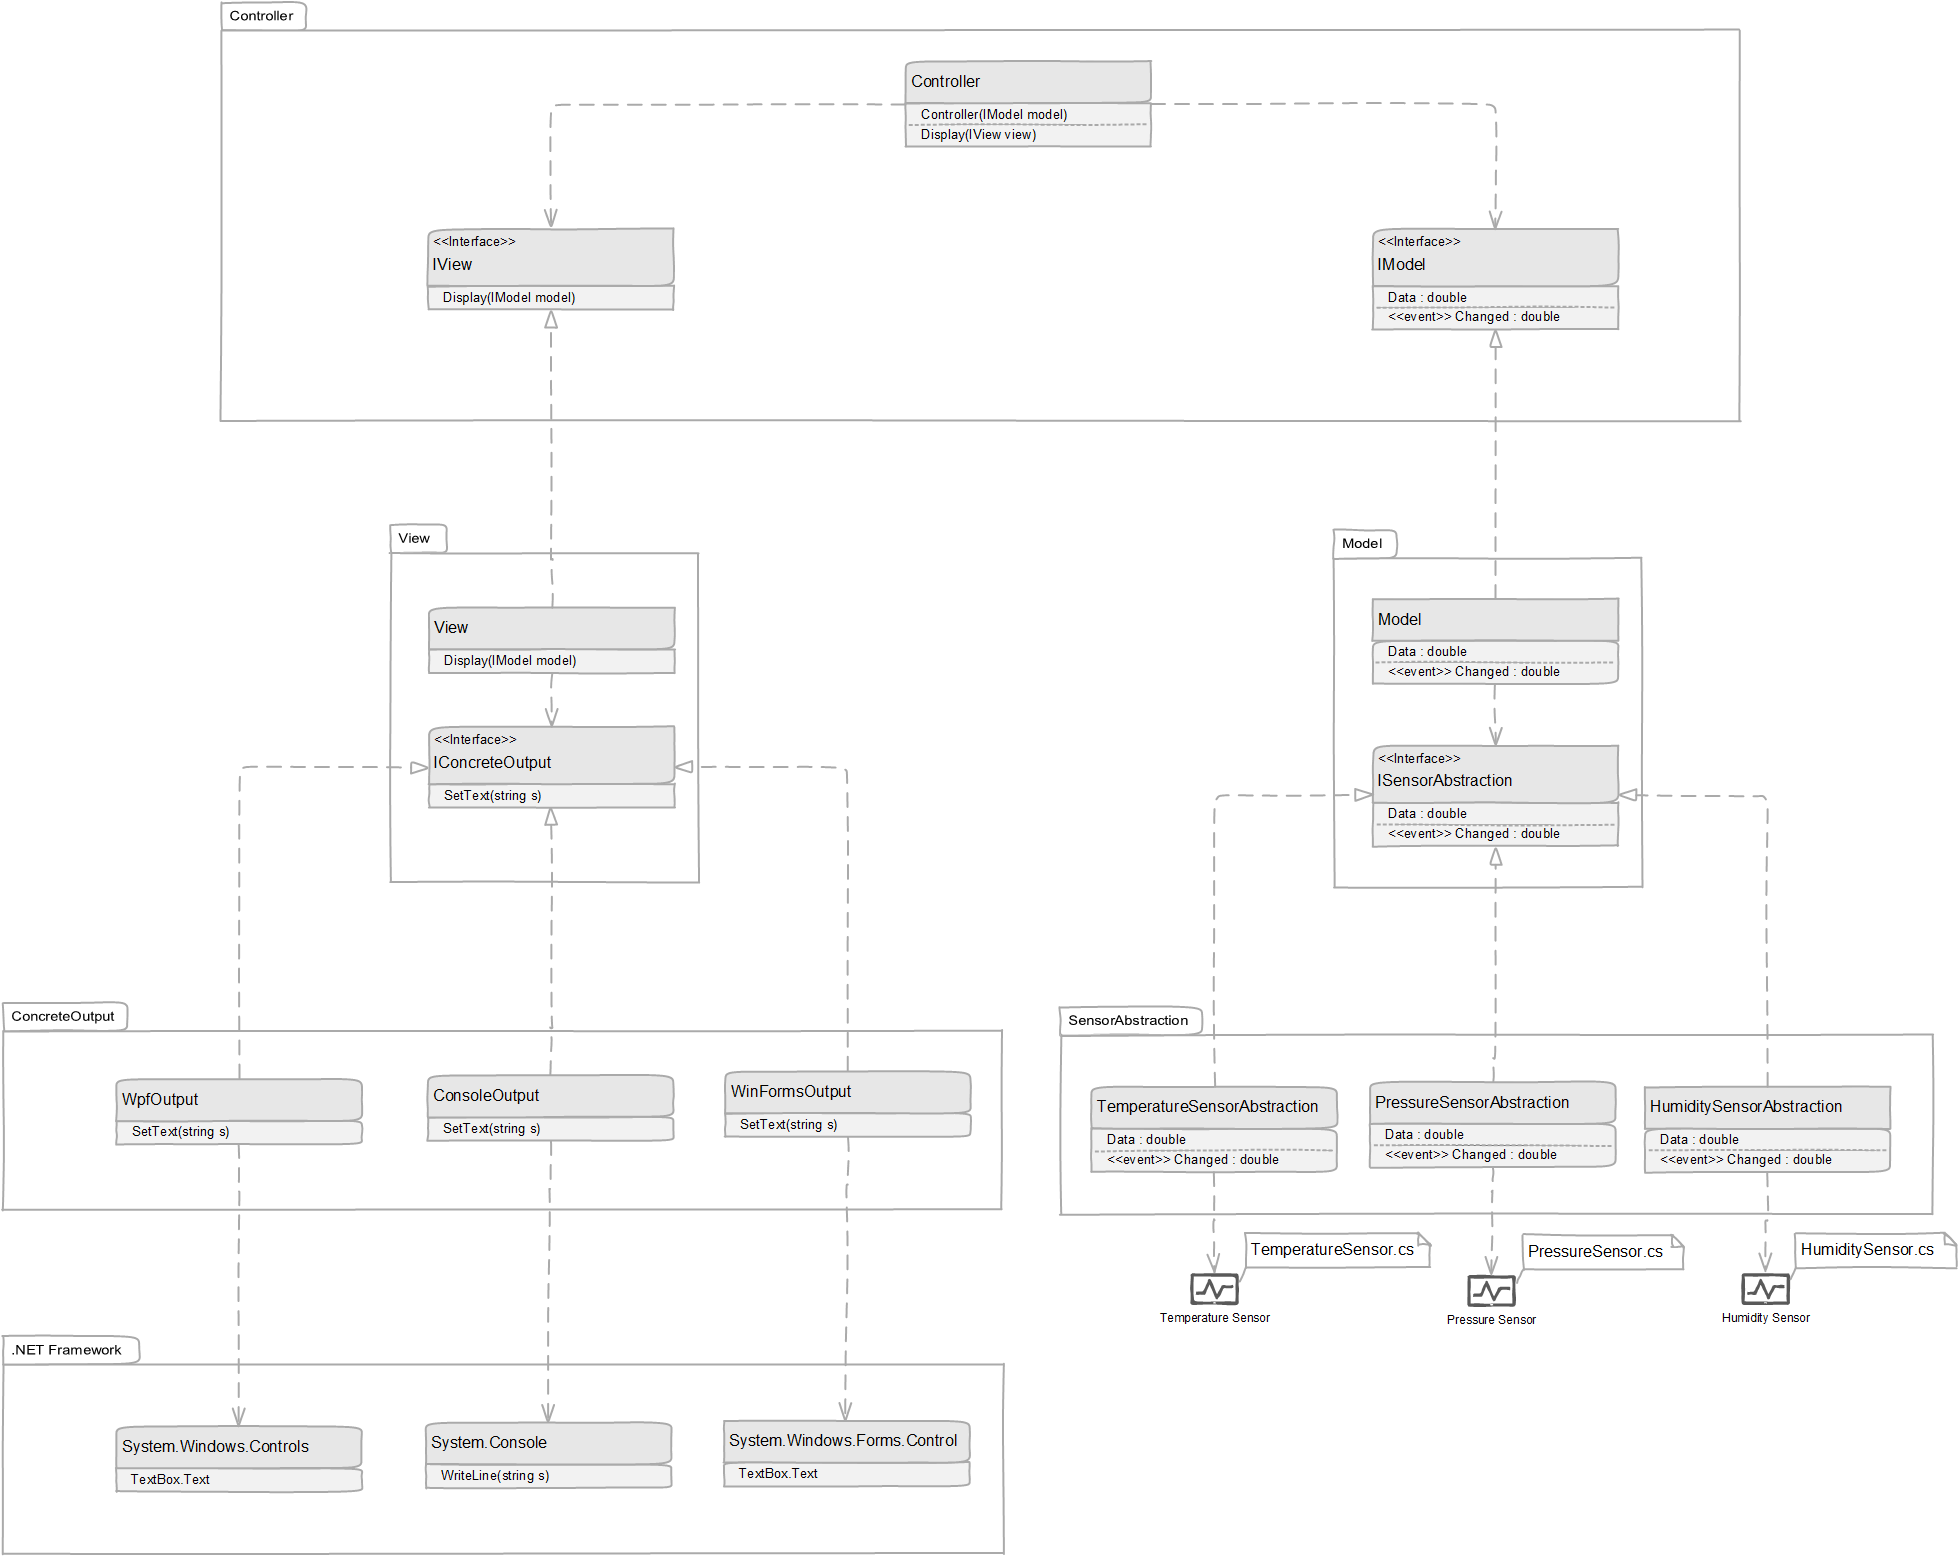 Controller
Controller
Controller(IModel model)
Display(IView view)
<<Interface>>
IView
Display(IModel model)
<<Interface>>
IModel
Data : double
<<event>> Changed : double
View
View
Display(IModel model)
<<Interface>>
IConcreteOutput
SetText(string s)
Model
Model
Data : double
<<event>> Changed : double
<<Interface>>
ISensorAbstraction
Data : double
<<event>> Changed : double
ConcreteOutput
WpfOutput
SetText(string s)
ConsoleOutput
SetText(string s)
WinFormsOutput
SetText(string s)
SensorAbstraction
TemperatureSensorAbstraction
Data : double
<<event>> Changed : double
PressureSensorAbstraction
Data : double
<<event>> Changed : double
HumiditySensorAbstraction
Data : double
<<event>> Changed : double
TemperatureSensor.cs
Temperature Sensor
PressureSensor.cs
Pressure Sensor
HumiditySensor.cs
Humidity Sensor
.NET Framework
System.Windows.Controls
TextBox.Text
System.Console
WriteLine(string s)
System.Windows.Forms.Control
TextBox.Text